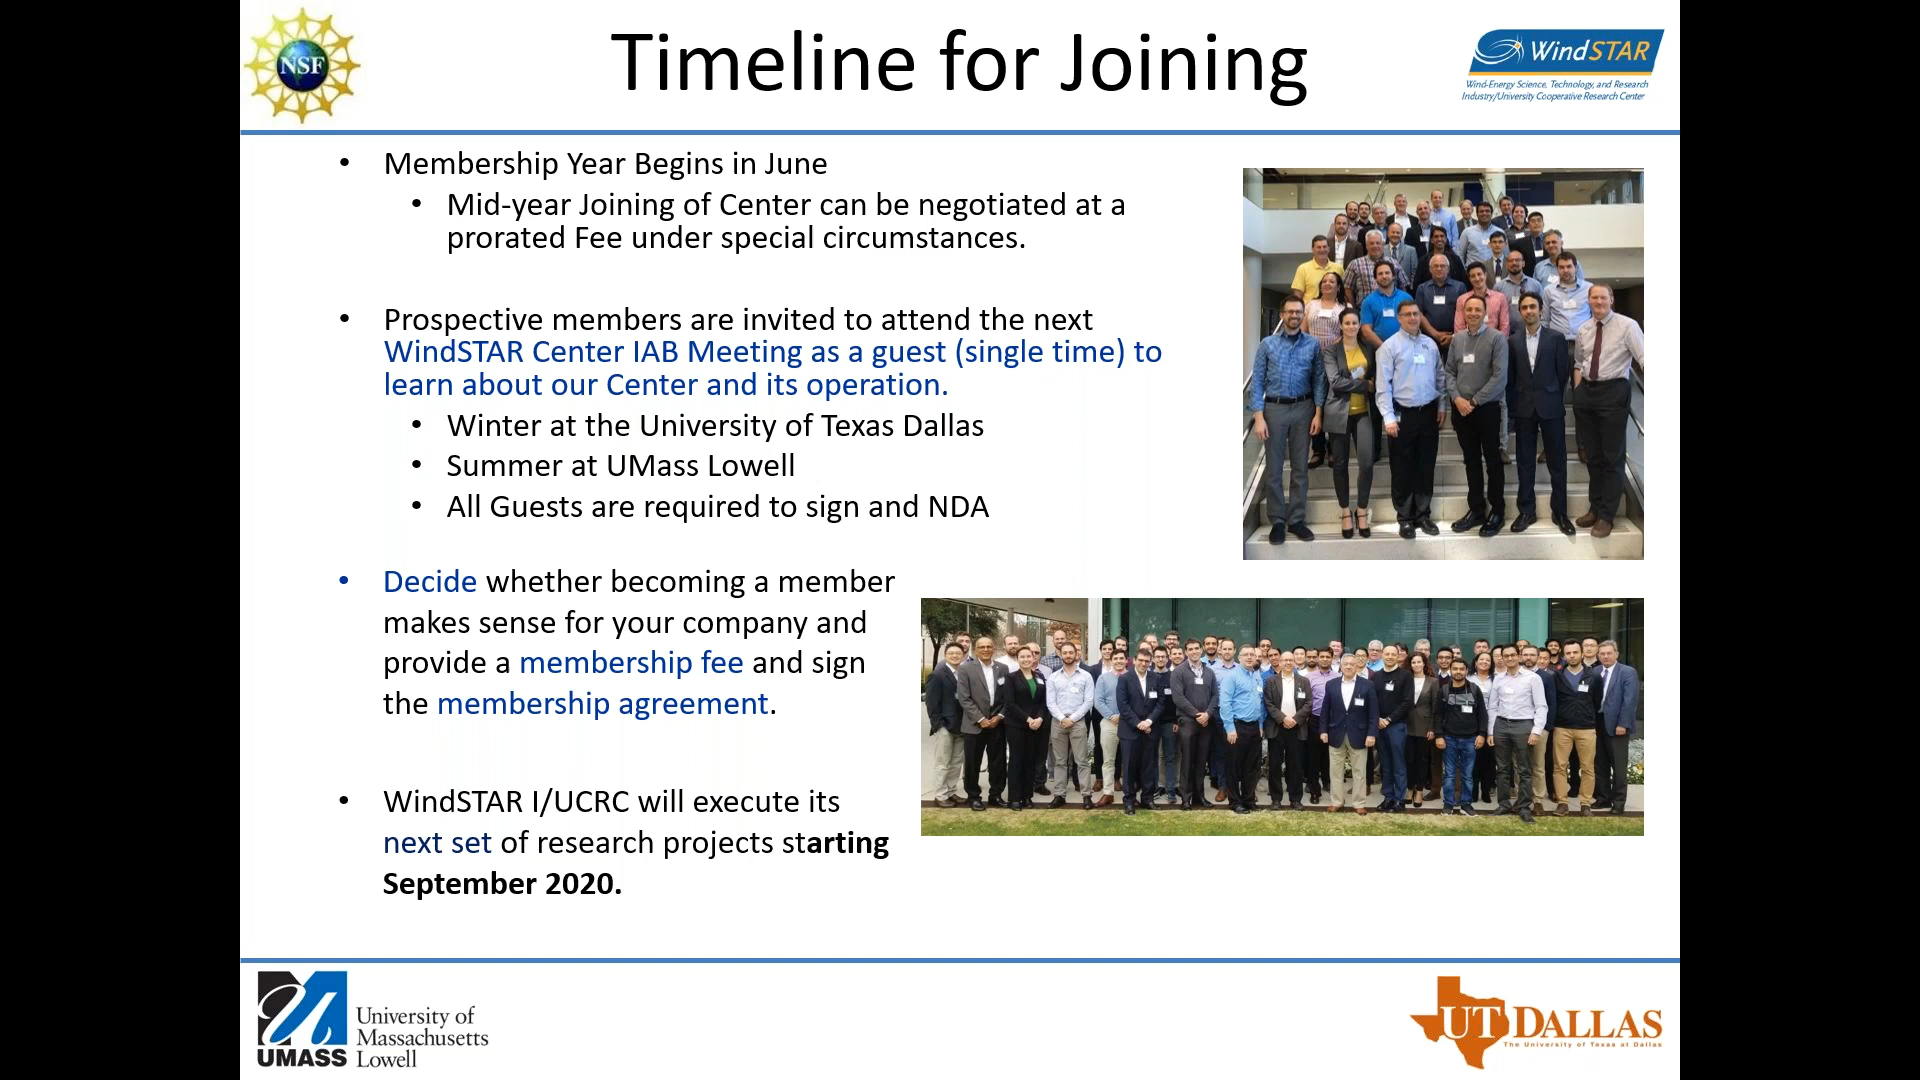 NSF
Timeline for Joining
WindSTAR
Wind-Energy Science, Technology, and Research
Industry/University Cooperative Research Center
• Membership Year Begins in June
• Mid-year Joining of Center can be negotiated at a
prorated Fee under special circumstances.
• Prospective members are invited to attend the next
WindSTAR Center IAB Meeting as a guest (single time) to
learn about our Center and its operation.
• Winter at the University of Texas Dallas
• Summer at UMass Lowell
• All Guests are required to sign and NDA
• Decide whether becoming a member
makes sense for your company and
provide a membership fee and sign
the membership agreement.
• WindSTAR I/UCRC will execute its
next set of research projects starting
September 2020.
UMASS
University of
Massachusetts
Lowell
UT DALLAS
The University of Texas at Dallas